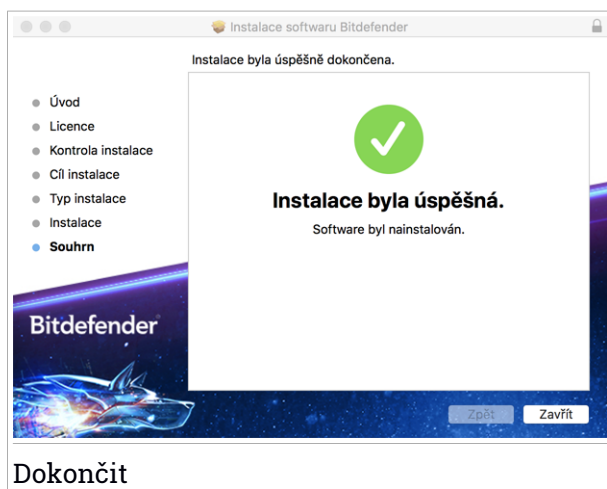 Instalace softwaru Bitdefender
Instalace byla úspěšně dokončena.
Úvod
Licence
Kontrola instalace
Cíl instalace
Typ instalace
Instalace
Souhrn
Instalace byla úspěšná.
Software byl nainstalován.
Bitdefender
Zpět
Zavřít
Dokončit